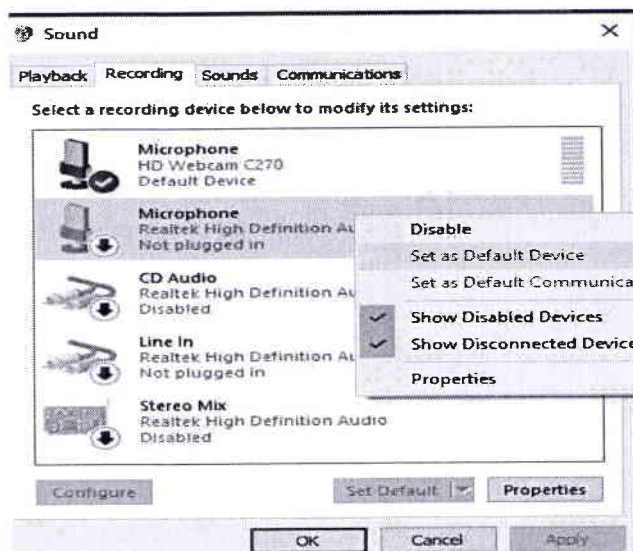 Sound
Playback Recording Sounds Communications
Select a recording device below to modify its settings:
Microphone
HD Webcam C270
Default Device
Microphone
Realtek High Definition Au
Not plugged in
CD Audio
Realtek High Definition Au
Disabled
Line In
Realtek High Definition Au
Not plugged in
Stereo Mix
Realtek High Definition Audio
Disabled
Disable
Set as Default Device
Set as Default Communica
Show Disabled Devices
Show Disconnected Device
Properties
Configure Set Default Properties
OK Cancel Apply